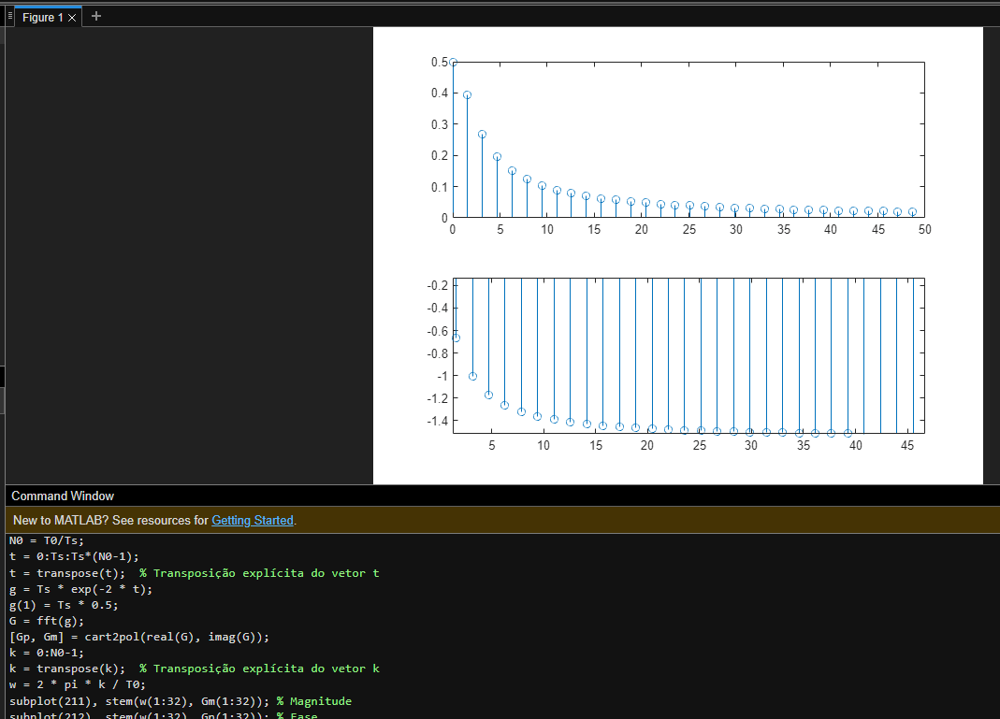 Figure 1 × +
0.5
0.4
0.3
0.2
0.1
0
0 5 10 15 20 25 30 35 40 45 50
-0.2
-0.4
-0.6
-0.8
-1
-1.2
-1.4
5 10 15 20 25 30 35 40 45
Command Window
New to MATLAB? See resources for Getting Started.
N0 = T0/Ts;
t = 0:Ts:Ts*(N0-1);
t = transpose(t);  % Transposição explícita do vetor t
g = Ts * exp(-2 * t);
g(1) = Ts * 0.5;
G = fft(g);
[Gp, Gm] = cart2pol(real(G), imag(G));
k = 0:N0-1;
k = transpose(k);  % Transposição explícita do vetor k
w = 2 * pi * k / T0;
subplot(211), stem(w(1:32), Gm(1:32)); % Magnitude
subplot(212), stem(w(1:32), Gp(1:32)); % Fase